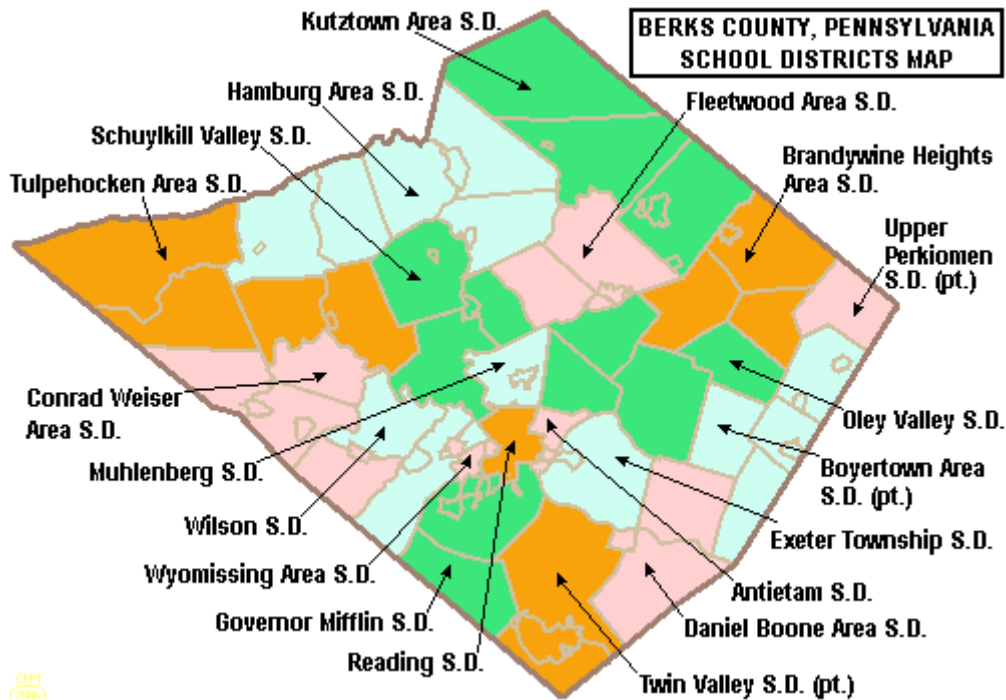 BERKS COUNTY, PENNSYLVANIA
SCHOOL DISTRICTS MAP
Kutztown Area S.D.
Hamburg Area S.D.
Fleetwood Area S.D.
Schuylkill Valley S.D.
Brandywine Heights
Area S.D.
Tulpehocken Area S.D.
Upper
Perkiomen
S.D. (pt.)
Conrad Weiser
Area S.D.
Oley Valley S.D.
Muhlenberg S.D.
Boyertown Area
S.D. (pt.)
Wilson S.D.
Exeter Township S.D.
Wyomissing Area S.D.
Antietam S.D.
Governor Mifflin S.D.
Daniel Boone Area S.D.
Reading S.D.
Twin Valley S.D. (pt.)